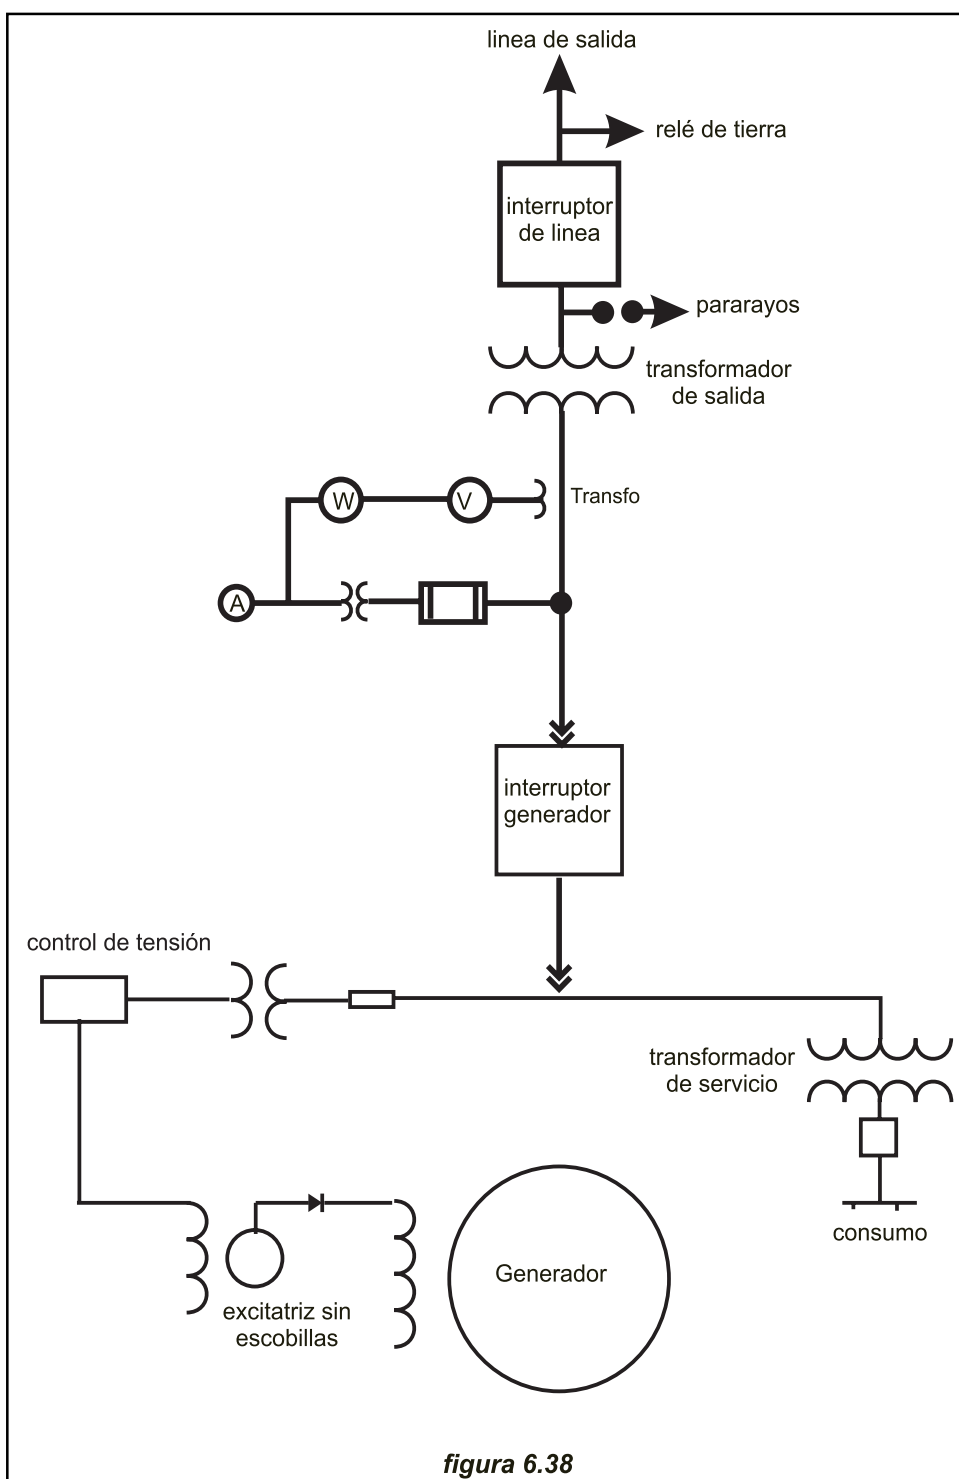 linea de salida
relé de tierra
interruptor
de linea
pararayos
transformador
de salida
W
V
Transfo
A
interruptor
generador
control de tensión
transformador
de servicio
consumo
Generador
excitatriz sin
escobillas
figura 6.38